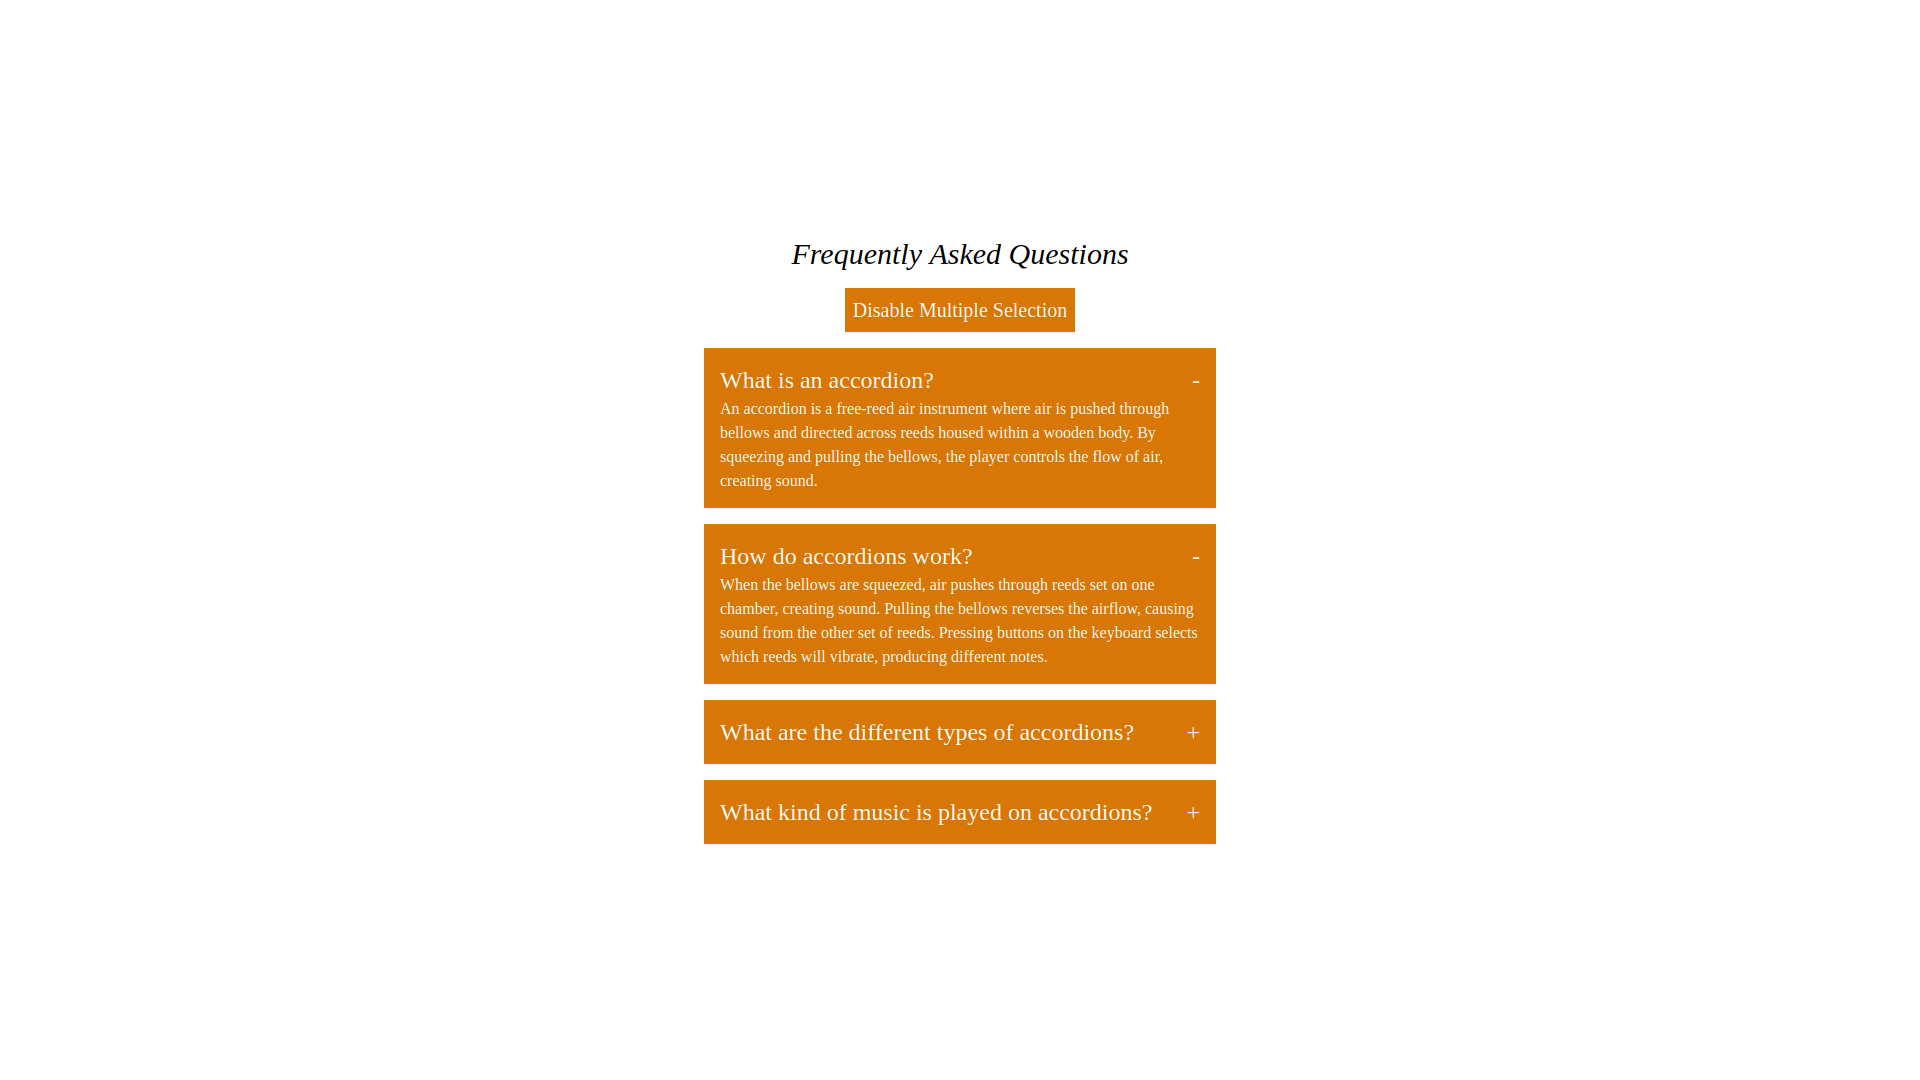 Frequently Asked Questions
Disable Multiple Selection
What is an accordion? -
An accordion is a free-reed air instrument where air is pushed through
bellows and directed across reeds housed within a wooden body. By
squeezing and pulling the bellows, the player controls the flow of air,
creating sound.
How do accordions work? -
When the bellows are squeezed, air pushes through reeds set on one
chamber, creating sound. Pulling the bellows reverses the airflow, causing
sound from the other set of reeds. Pressing buttons on the keyboard selects
which reeds will vibrate, producing different notes.
What are the different types of accordions? +
What kind of music is played on accordions? +